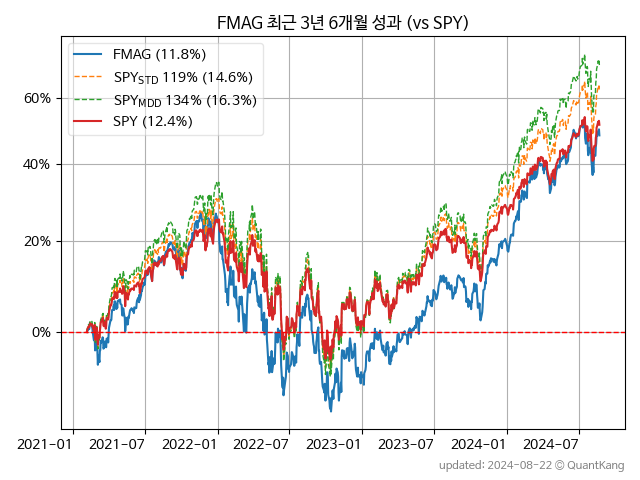 FMAG 최근 3년 6개월 성과 (vs SPY)
FMAG (11.8%)
SPYSTD 119% (14.6%)
SPYMDD 134% (16.3%)
SPY (12.4%)
60%
40%
20%
0%
2021-01 2021-07 2022-01 2022-07 2023-01 2023-07 2024-01 2024-07
updated: 2024-08-22 © QuantKang